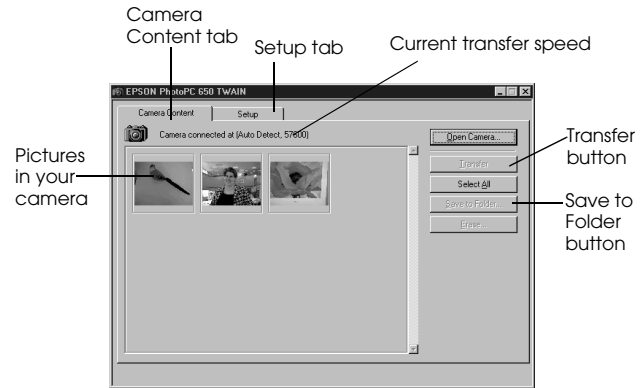 Camera
Content tab
Setup tab
Current transfer speed
EPSON PhotoPC 650 TWAIN
Camera Content
Setup
Camera connected at (Auto Detect, 57600)
Open Camera...
Transfer
Select All
Save to Folder...
Erase...
Pictures
in your
camera
Transfer
button
Save to
Folder
button